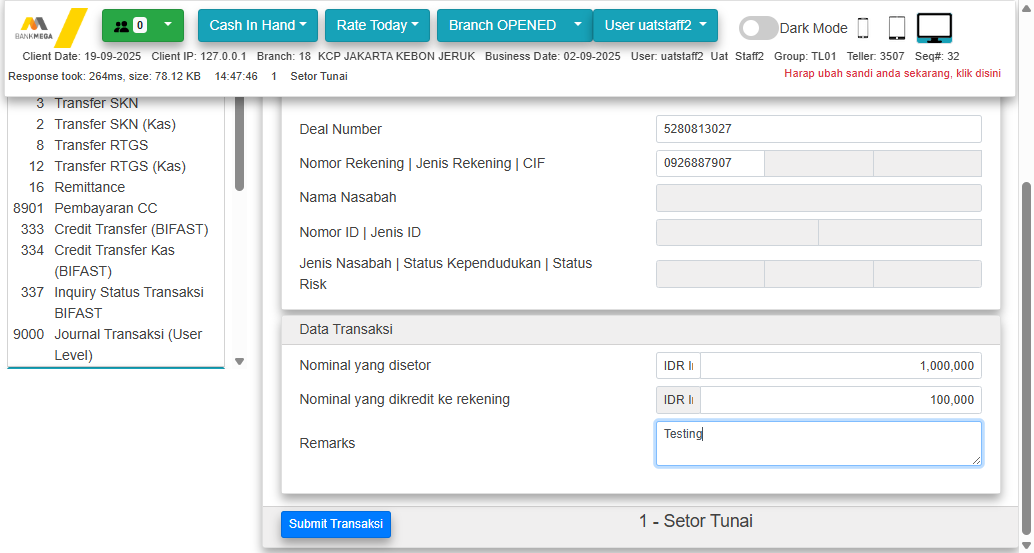 BANKMEGA
0
Cash In Hand
Rate Today
Branch OPENED
User uatstaff2
Dark Mode
Client Date: 19-09-2025 Client IP: 127.0.0.1 Branch: 18 KCP JAKARTA KEBON JERUK Business Date: 02-09-2025 User: uatstaff2 Uat Staff2 Group: TL01 Teller: 3507 Seq#: 32
Response took: 264ms, size: 78.12 KB 14:47:46 1 Setor Tunai
Harap ubah sandi anda sekarang, klik disini
3 Transfer SKN
2 Transfer SKN (Kas)
8 Transfer RTGS
12 Transfer RTGS (Kas)
16 Remittance
8901 Pembayaran CC
333 Credit Transfer (BIFAST)
334 Credit Transfer Kas
(BIFAST)
337 Inquiry Status Transaksi
BIFAST
9000 Journal Transaksi (User
Level)
Deal Number 5280813027
Nomor Rekening | Jenis Rekening | CIF 0926887907
Nama Nasabah
Nomor ID | Jenis ID
Jenis Nasabah | Status Kependudukan | Status
Risk
Data Transaksi
Nominal yang disetor IDR 1,000,000
Nominal yang dikredit ke rekening IDR 100,000
Remarks Testing
Submit Transaksi
1 - Setor Tunai